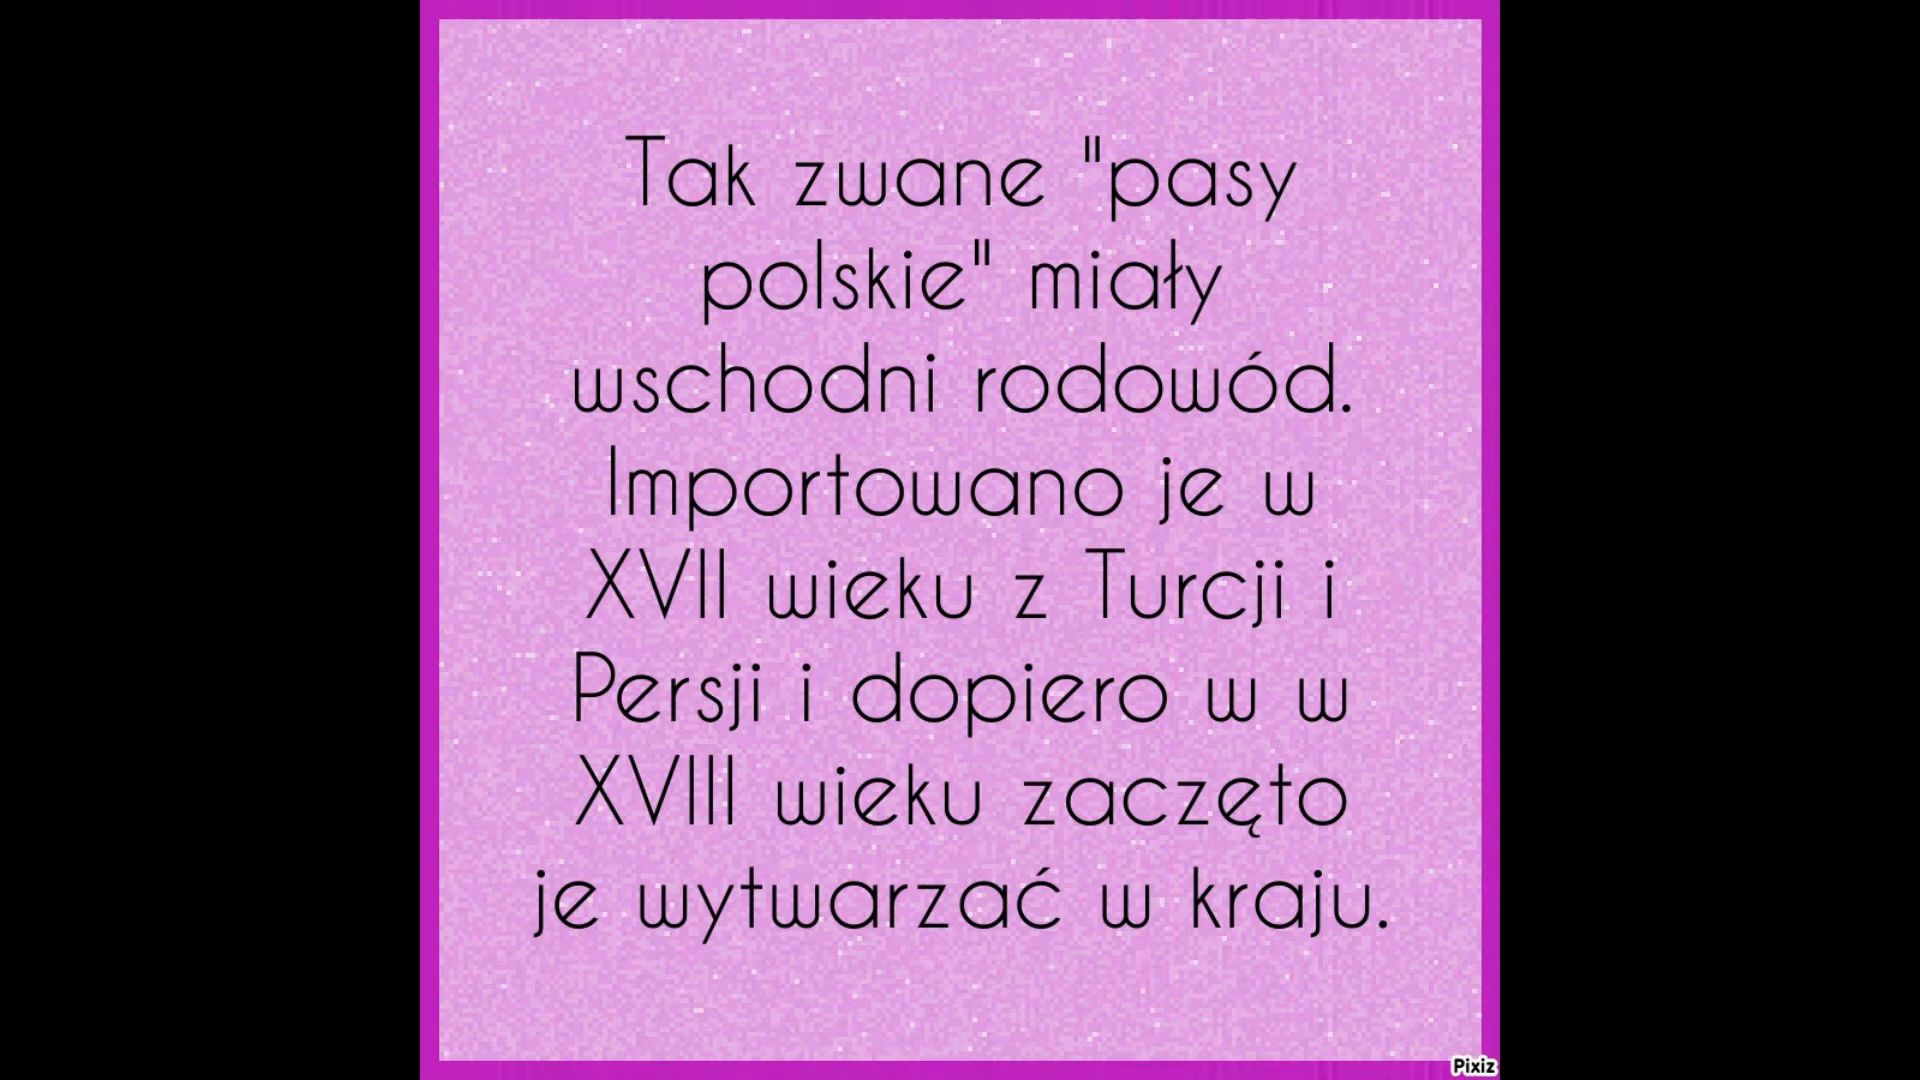 Tak zwane "pasy
polskie" miały
wschodni rodowód.
Importowano je w
XVII wieku z Turcji i
Persji i dopiero w w
XVIII wieku zaczęto
je wytwarzać w kraju.
Pixiz